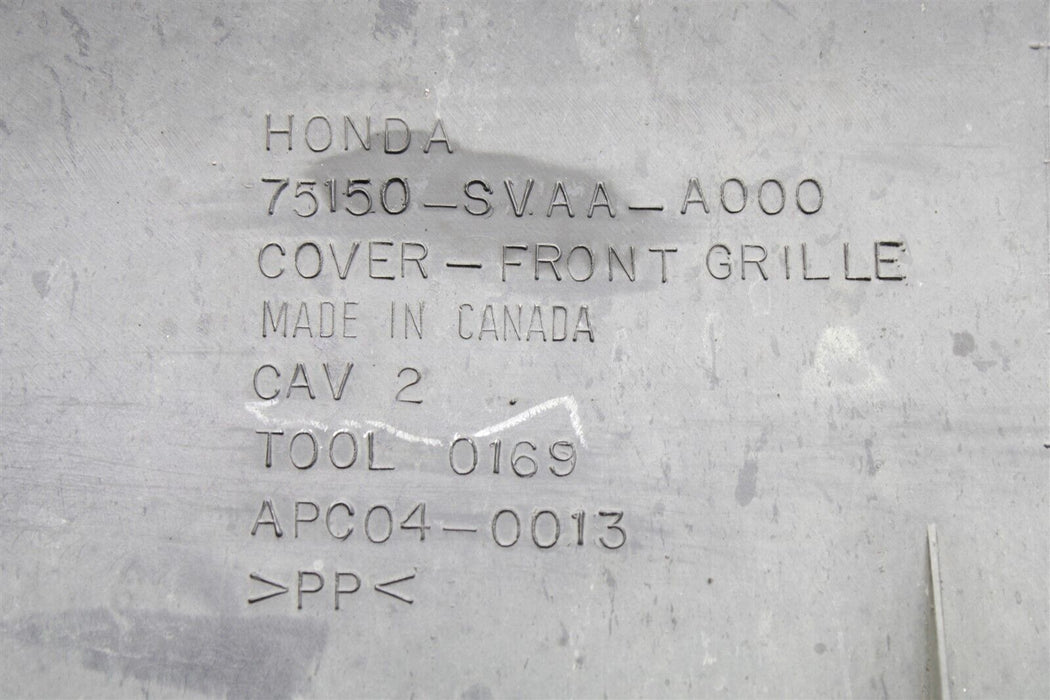 HONDA
75150-SVAA-A000
COVER-FRONT GRILLE
MADE IN CANADA
CAV 2
TOOL 0169
APC04-0013
>PP<